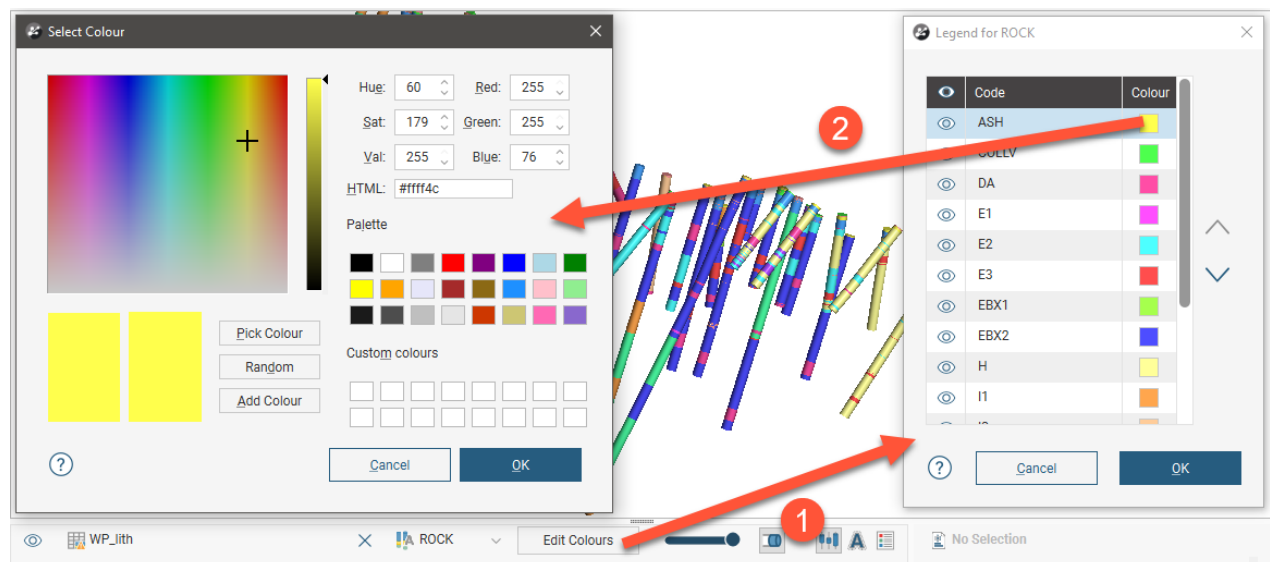 Select Colour
Hue: 60 Red: 255
Sat: 179 Green: 255
Val: 255 Blue: 76
HTML: #ffff4c
Palette
Pick Colour
Random
Add Colour
Custom colours
Cancel OK
2
Legend for ROCK
Code Colour
ASH
COLLV
DA
E1
E2
E3
EBX1
EBX2
H
I1
Cancel OK
1
WP_lith ROCK Edit Colours A No Selection